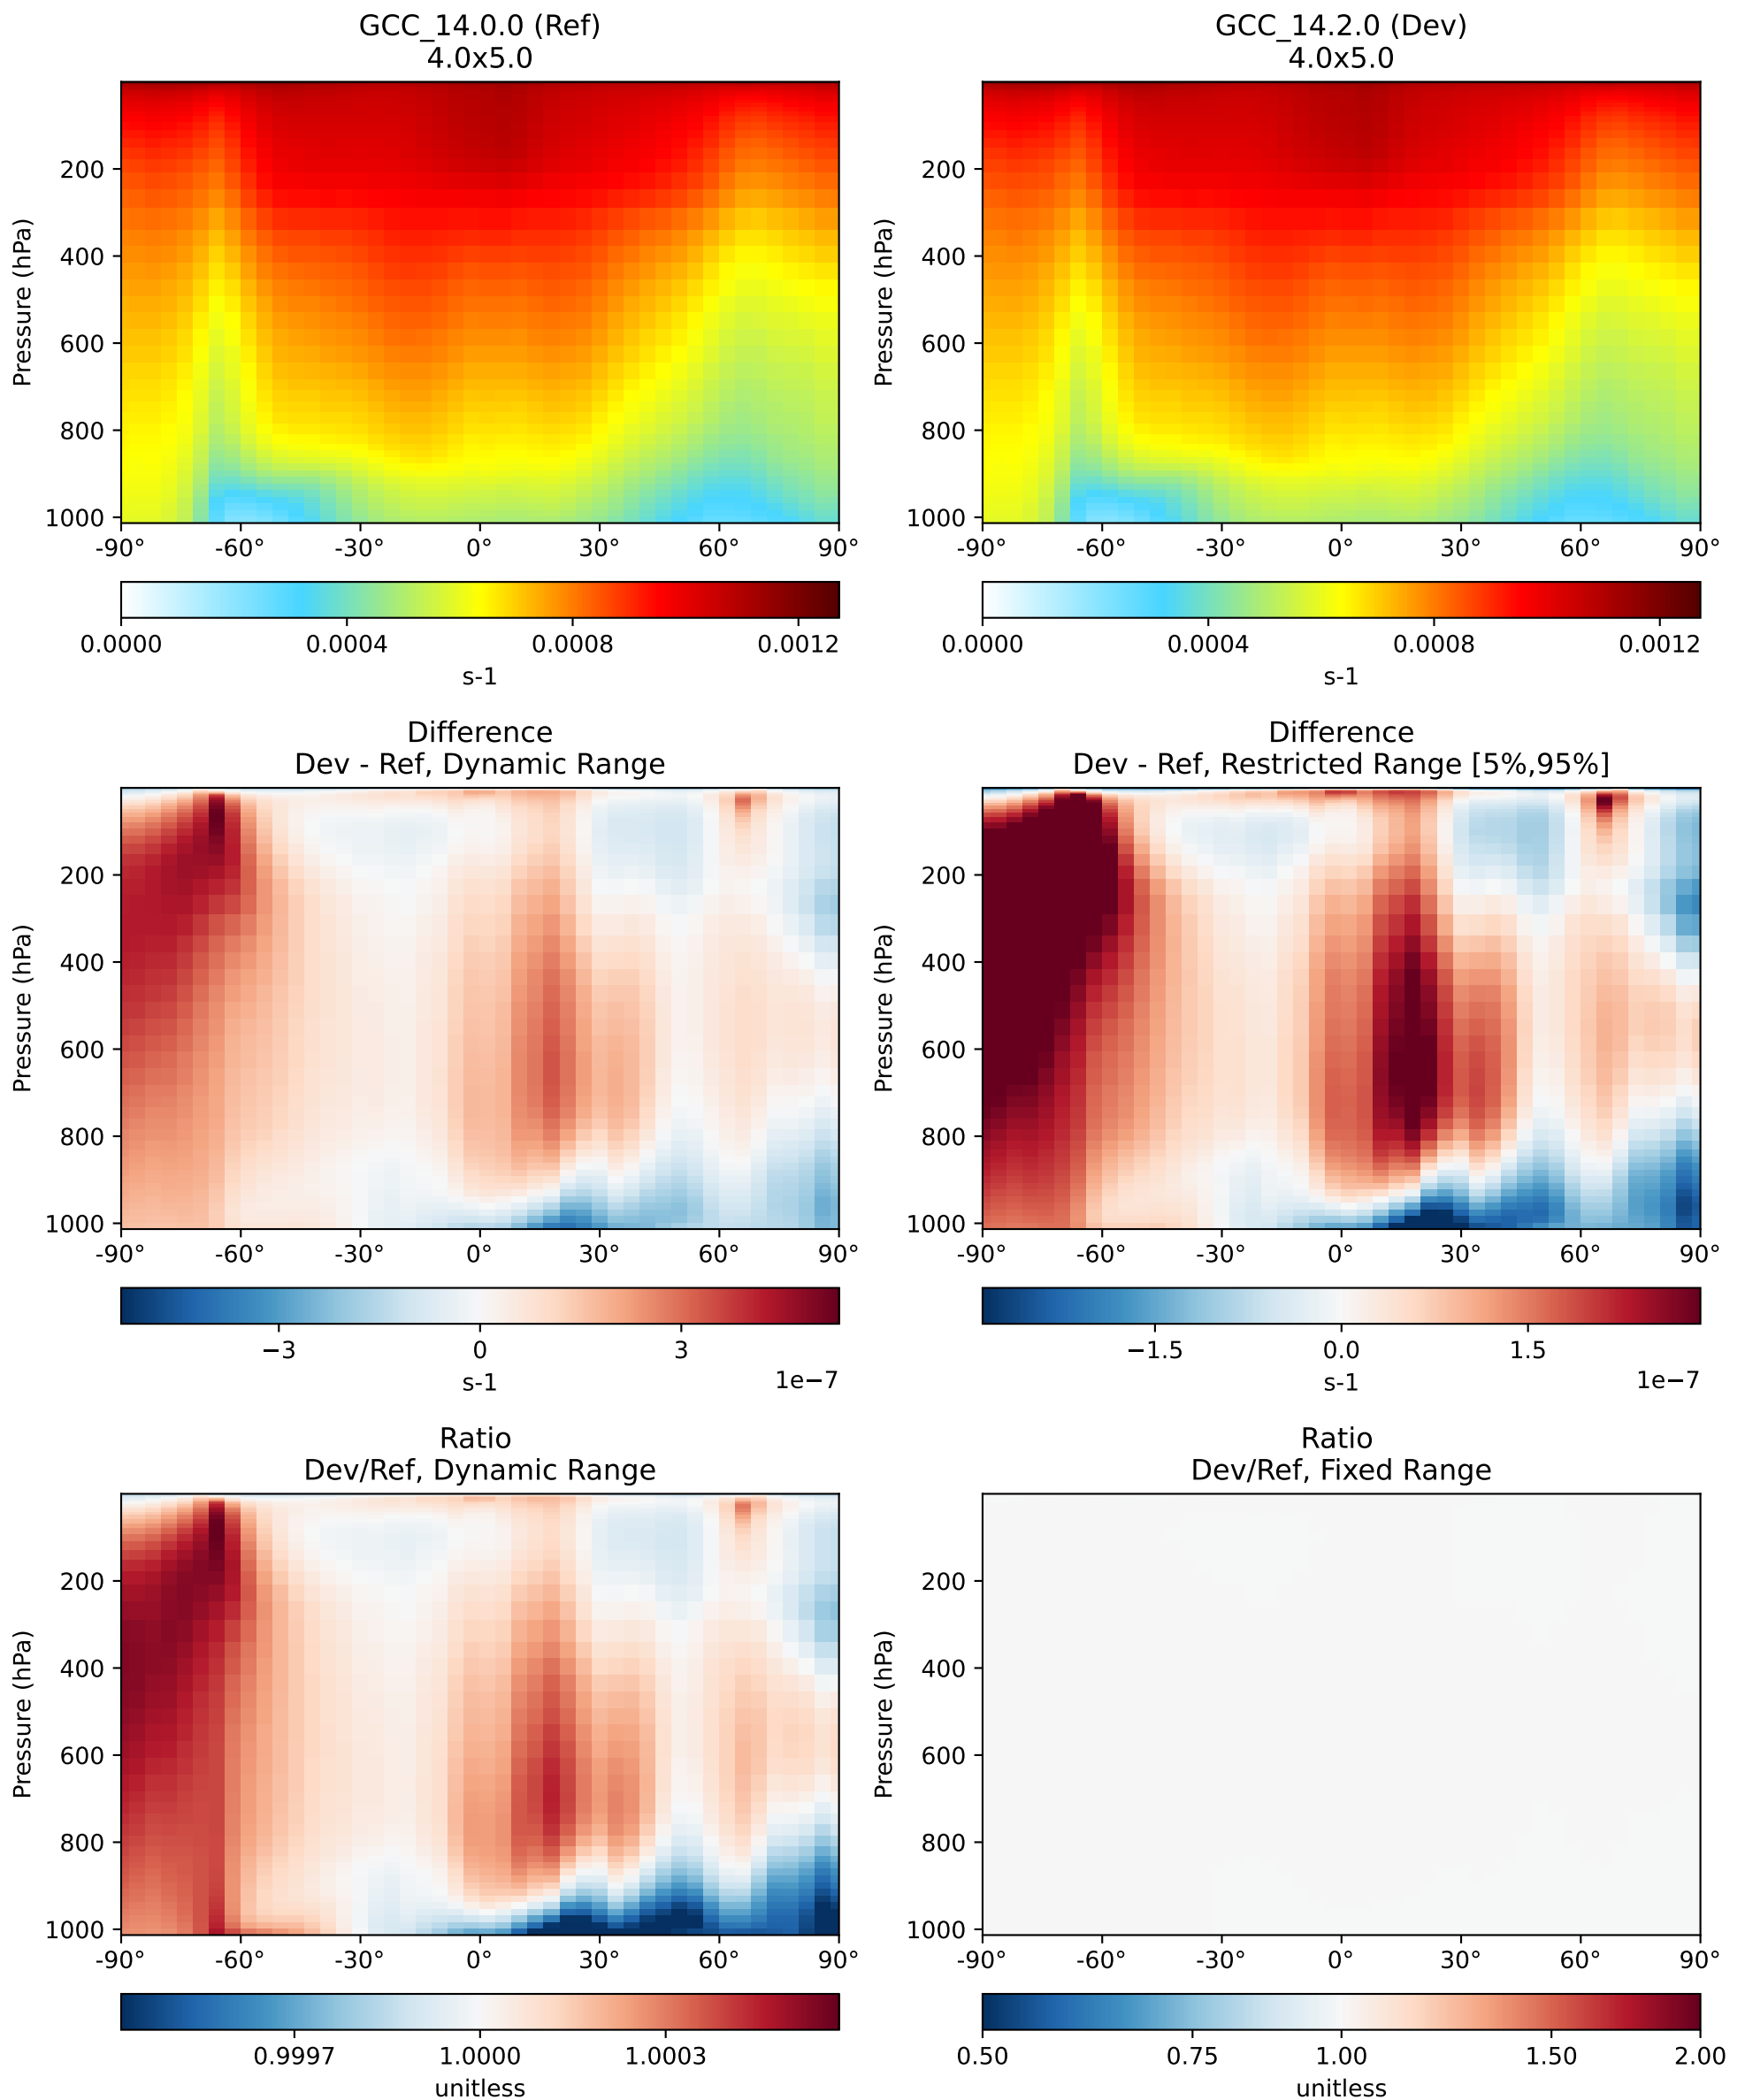 GCC_14.0.0 (Ref)
4.0x5.0
Pressure (hPa)
200
400
600
800
1000
-90° -60° -30° 0° 30° 60° 90°
0.0000 0.0004 0.0008 0.0012
s-1
GCC_14.2.0 (Dev)
4.0x5.0
Pressure (hPa)
200
400
600
800
1000
-90° -60° -30° 0° 30° 60° 90°
0.0000 0.0004 0.0008 0.0012
s-1
Difference
Dev - Ref, Dynamic Range
Pressure (hPa)
200
400
600
800
1000
-90° -60° -30° 0° 30° 60° 90°
−3 0 3
s-1 1e−7
Difference
Dev - Ref, Restricted Range [5%,95%]
Pressure (hPa)
200
400
600
800
1000
-90° -60° -30° 0° 30° 60° 90°
−1.5 0.0 1.5
s-1 1e−7
Ratio
Dev/Ref, Dynamic Range
Pressure (hPa)
200
400
600
800
1000
-90° -60° -30° 0° 30° 60° 90°
0.9997 1.0000 1.0003
unitless
Ratio
Dev/Ref, Fixed Range
Pressure (hPa)
200
400
600
800
1000
-90° -60° -30° 0° 30° 60° 90°
0.50 0.75 1.00 1.50 2.00
unitless